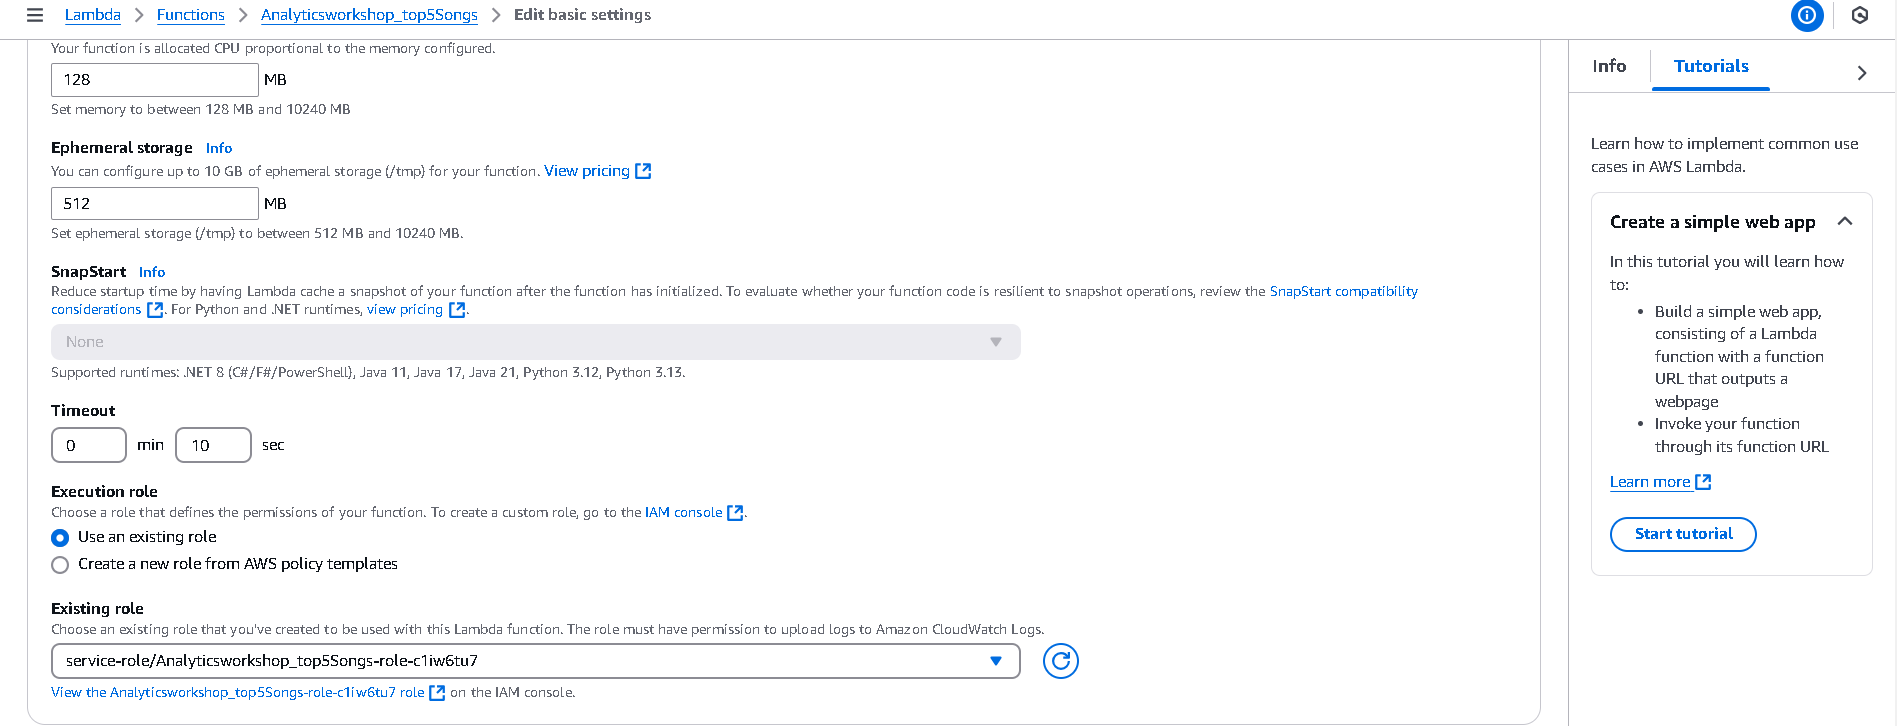 Lambda > Functions > Analyticsworkshop_top5Songs > Edit basic settings
Your function is allocated CPU proportional to the memory configured.
128 MB
Set memory to between 128 MB and 10240 MB
Ephemeral storage Info
You can configure up to 10 GB of ephemeral storage (/tmp) for your function. View pricing
512 MB
Set ephemeral storage (/tmp) to between 512 MB and 10240 MB.
SnapStart Info
Reduce startup time by having Lambda cache a snapshot of your function after the function has initialized. To evaluate whether your function code is resilient to snapshot operations, review the SnapStart compatibility
considerations . For Python and .NET runtimes, view pricing .
None
Supported runtimes: .NET 8 (C#/F#/PowerShell), Java 11, Java 17, Java 21, Python 3.12, Python 3.13.
Timeout
0 min 10 sec
Execution role
Choose a role that defines the permissions of your function. To create a custom role, go to the IAM console .
Use an existing role
Create a new role from AWS policy templates
Existing role
Choose an existing role that you've created to be used with this Lambda function. The role must have permission to upload logs to Amazon CloudWatch Logs.
service-role/Analyticsworkshop_top5Songs-role-c1iw6tu7
View the Analyticsworkshop_top5Songs-role-c1iw6tu7 role on the IAM console.
Info Tutorials
Learn how to implement common use
cases in AWS Lambda.
Create a simple web app
In this tutorial you will learn how
to:
• Build a simple web app,
consisting of a Lambda
function with a function
URL that outputs a
webpage
• Invoke your function
through its function URL
Learn more
Start tutorial